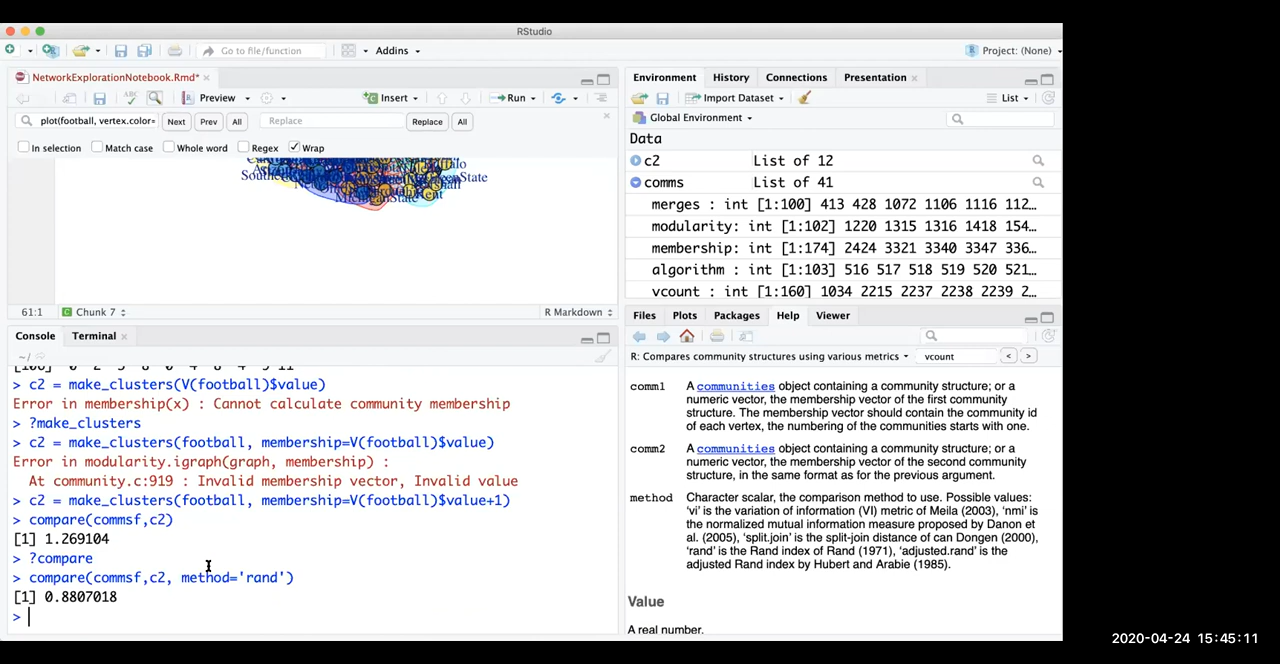 RStudio
Go to file/function
Addins
Project: (None)
NetworkExplorationNotebook.Rmd*
Preview
Insert
Run
plot(football, vertex.color=
Next
Prev
All
Replace
Replace
All
In selection
Match case
Whole word
Regex
Wrap
MichiganState
Kent
61:1
Chunk 7
R Markdown
Console
Terminal
~/
[106] 0 2 3 8 0 4 8 4 9 11
> c2 = make_clusters(V(football)$value)
Error in membership(x) : Cannot calculate community membership
> ?make_clusters
> c2 = make_clusters(football, membership=V(football)$value)
Error in modularity.igraph(graph, membership) :
At community.c:919 : Invalid membership vector, Invalid value
> c2 = make_clusters(football, membership=V(football)$value+1)
> compare(commsf,c2)
[1] 1.269104
> ?compare
> compare(commsf,c2, method='rand')
[1] 0.8807018
>
Environment
History
Connections
Presentation
Import Dataset
List
Global Environment
Data
c2 List of 12
comms List of 41
merges : int [1:100] 413 428 1072 1106 1116 112…
modularity: int [1:102] 1220 1315 1316 1418 154…
membership: int [1:174] 2424 3321 3340 3347 336…
algorithm : int [1:103] 516 517 518 519 520 521…
vcount : int [1:160] 1034 2215 2237 2238 2239 2…
Files
Plots
Packages
Help
Viewer
R: Compares community structures using various metrics
vcount
<
>
comm1 A communities object containing a community structure; or a
numeric vector, the membership vector of the first community
structure. The membership vector should contain the community id
of each vertex, the numbering of the communities starts with one.
comm2 A communities object containing a community structure; or a
numeric vector, the membership vector of the second community
structure, in the same format as for the previous argument.
method Character scalar, the comparison method to use. Possible values:
‘vi’ is the variation of information (VI) metric of Meila (2003), ‘nmi’ is
the normalized mutual information measure proposed by Danon et
al. (2005), ‘split.join’ is the split-join distance of can Dongen (2000),
‘rand’ is the Rand index of Rand (1971), ‘adjusted.rand’ is the
adjusted Rand index by Hubert and Arabie (1985).
Value
A real number.
2020-04-24 15:45:11